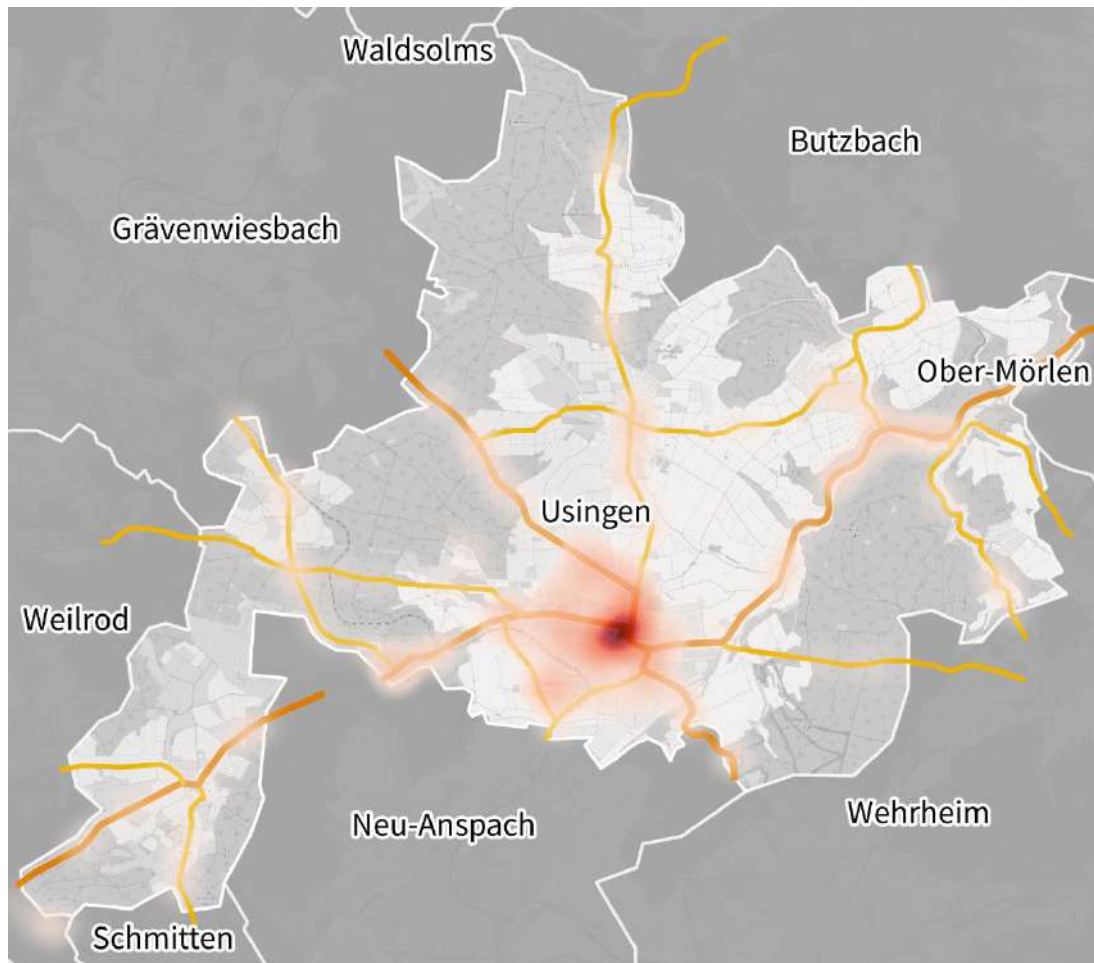 Waldsolms
Butzbach
Grävenwiesbach
Ober-Mörlen
Usingen
Weilrod
Wehrheim
Neu-Anspach
Schmitten